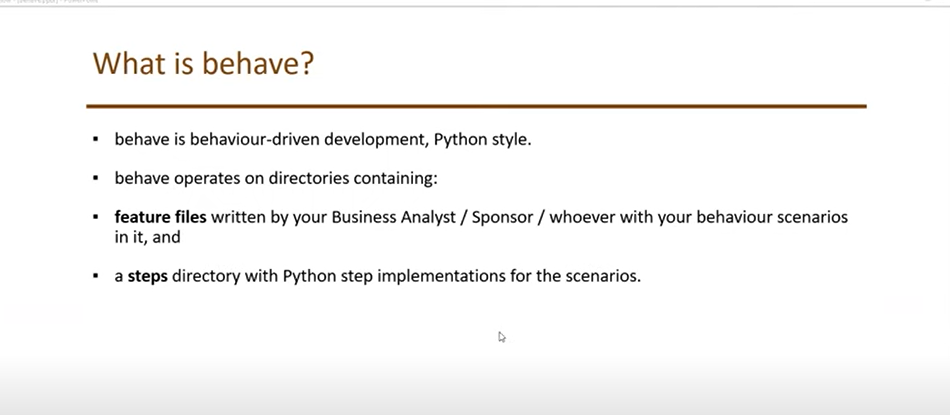 What is behave?
▪ behave is behaviour-driven development, Python style.
▪ behave operates on directories containing:
▪ feature files written by your Business Analyst / Sponsor / whoever with your behaviour scenarios
in it, and
▪ a steps directory with Python step implementations for the scenarios.